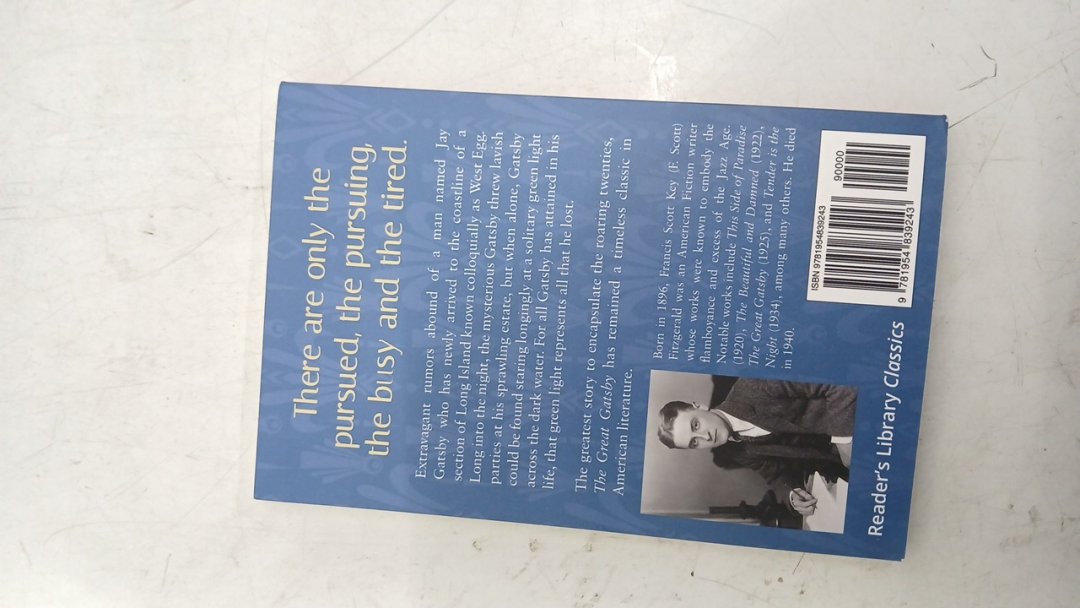 There are only the
pursued, the pursuing,
the busy and the tired.
Extravagant rumors abound of a man named Jay
Gatsby who has newly arrived to the coastline of a
section of Long Island known colloquially as West Egg.
Long into the night, the mysterious Gatsby threw lavish
parties at his sprawling estate, but when alone, Gatsby
could be found staring longingly at a solitary green light
across the dark water. For all Gatsby has attained in his
life, that green light represents all that he lost.
The greatest story to encapsulate the roaring twenties,
The Great Gatsby has remained a timeless classic in
American literature.
Born in 1896, Francis Scott Key (F. Scott)
Fitzgerald was an American Fiction writer
whose works were known to embody the
flamboyance and excess of the Jazz Age.
Notable works include This Side of Paradise
(1920), The Beautiful and Damned (1922),
The Great Gatsby (1925), and Tender is the
Night (1934), among many others. He died
in 1940.
Reader's Library Classics
ISBN 9781954839243
90000
9 781954 839243